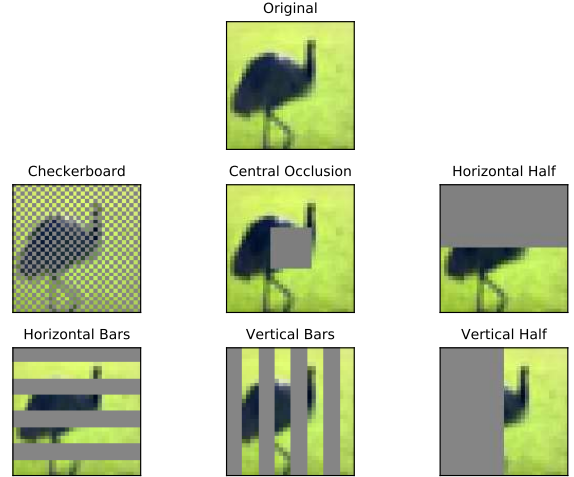 Original
Checkerboard
Central Occlusion
Horizontal Half
Horizontal Bars
Vertical Bars
Vertical Half